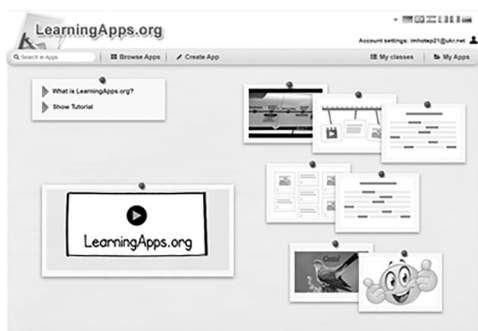 LearningApps.org
Account settings: imhotep21@ukr.net
Search in Apps
Browse Apps
Create App
My classes
My Apps
What is LearningApps.org?
Show Tutorial
LearningApps.org